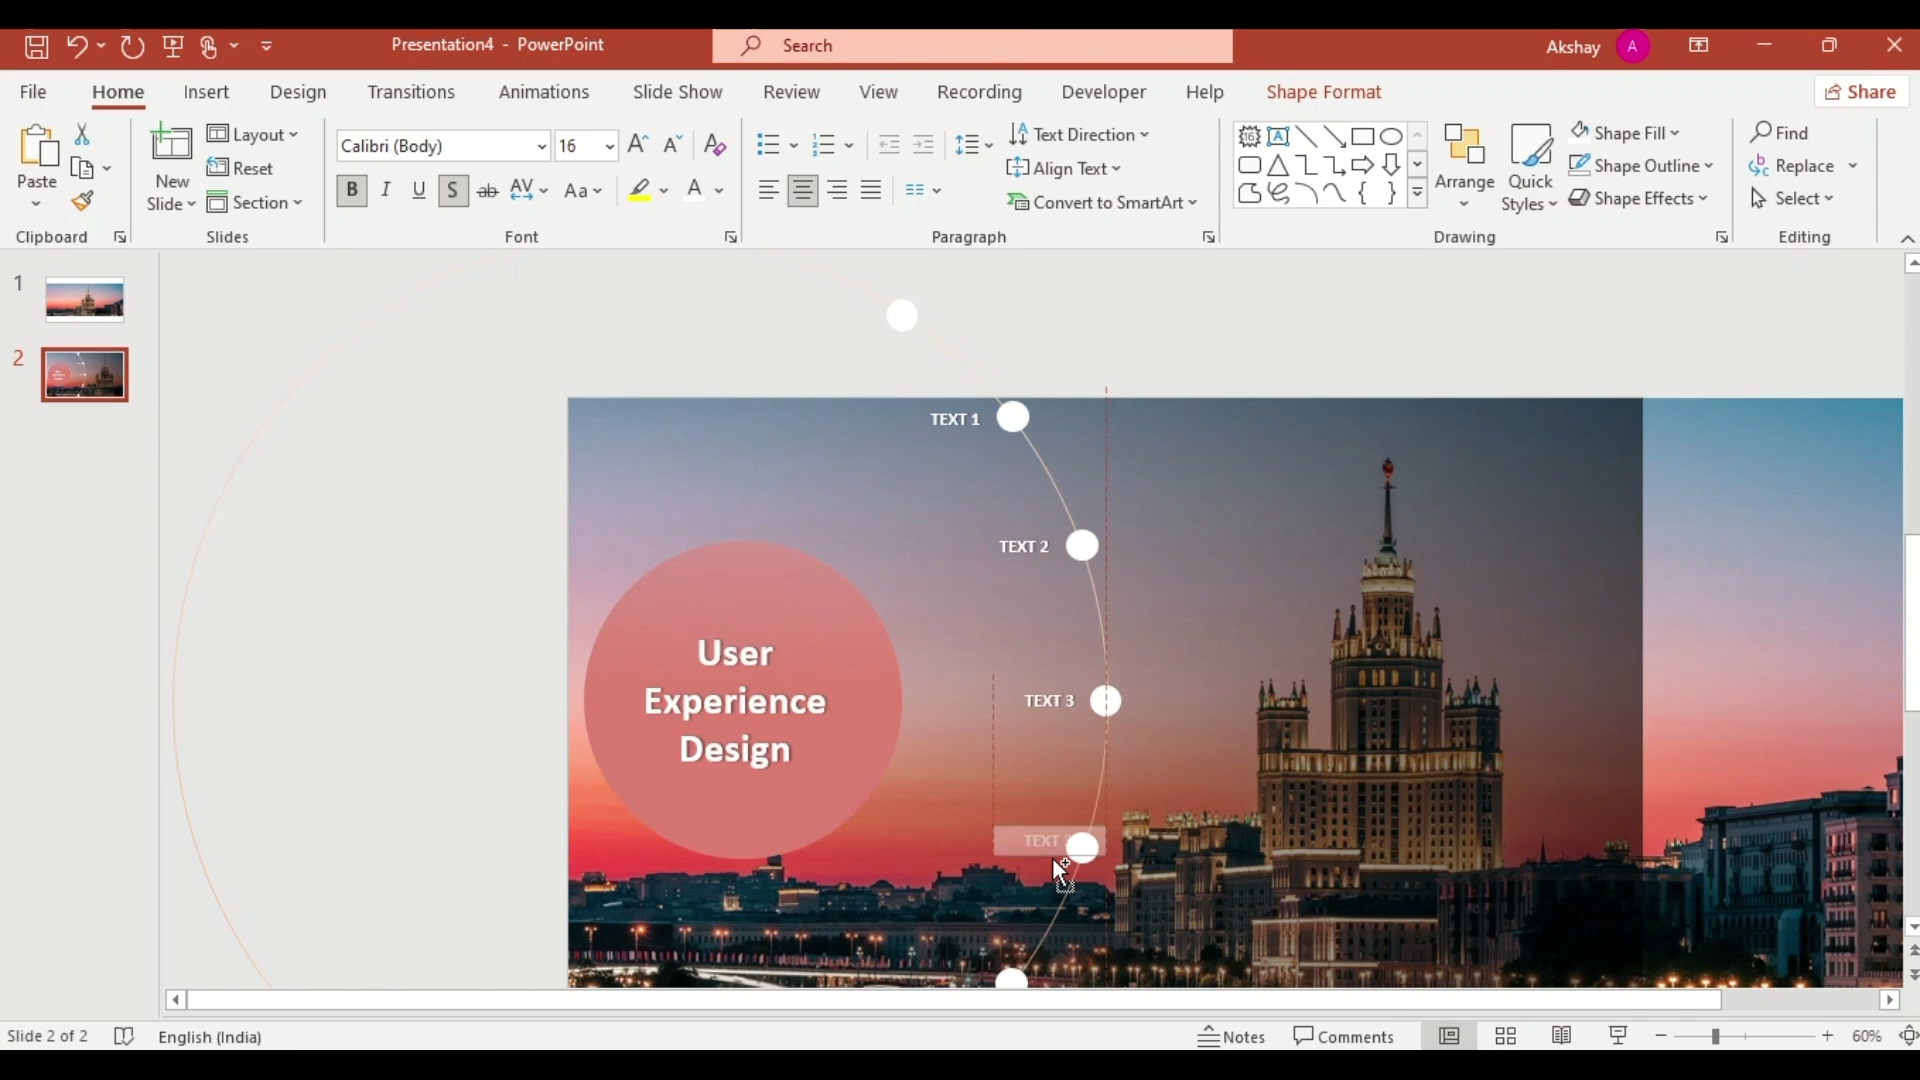 Presentation4 - PowerPoint
Search
Akshay
A
File
Home
Insert
Design
Transitions
Animations
Slide Show
Review
View
Recording
Developer
Help
Shape Format
Share
Paste
Clipboard
New
Slide
Layout
Reset
Section
Slides
Calibri (Body)
16
Font
Text Direction
Align Text
Convert to SmartArt
Paragraph
Arrange
Quick
Styles
Shape Fill
Shape Outline
Shape Effects
Drawing
Find
Replace
Select
Editing
1
2
TEXT 1
TEXT 2
TEXT 3
TEXT
User
Experience
Design
Slide 2 of 2
English (India)
Notes
Comments
60%